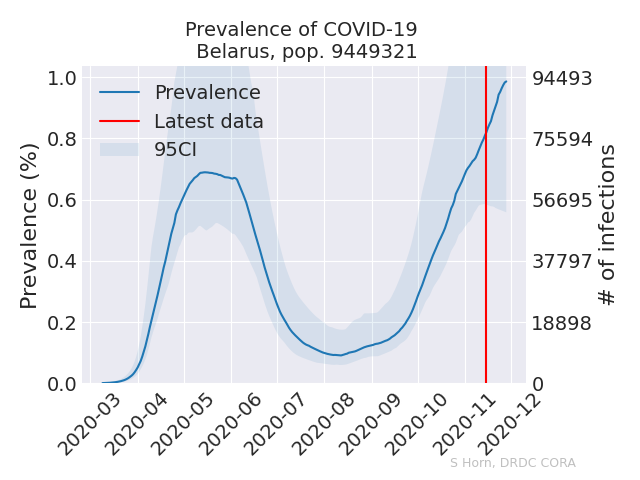 Prevalence of COVID-19
Belarus, pop. 9449321
Prevalence (%)
1.0
0.8
0.6
0.4
0.2
0.0
Prevalence
Latest data
95CI
94493
75594
56695
37797
18898
0
# of infections
2020-03
2020-04
2020-05
2020-06
2020-07
2020-08
2020-09
2020-10
2020-11
2020-12
S Horn, DRDC CORA